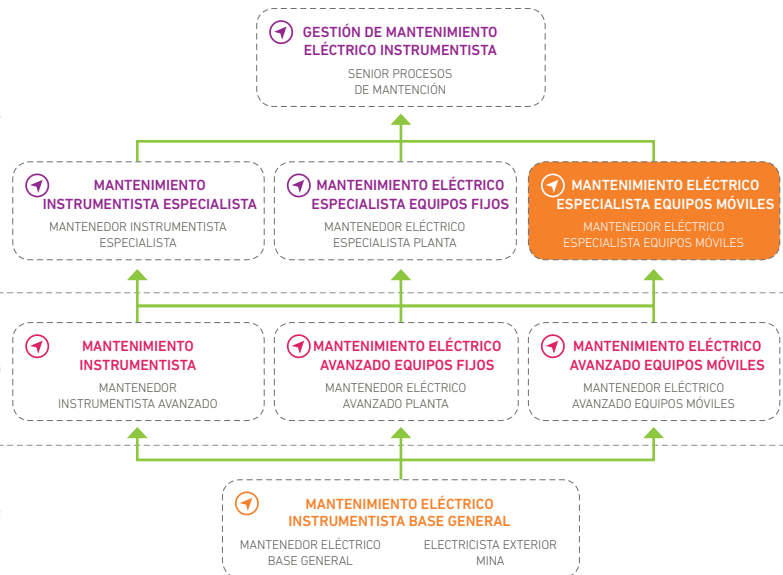 GESTIÓN DE MANTENIMIENTO
ELÉCTRICO INSTRUMENTISTA
SENIOR PROCESOS
DE MANTENCIÓN
MANTENIMIENTO
INSTRUMENTISTA ESPECIALISTA
MANTENEDOR INSTRUMENTISTA
ESPECIALISTA
MANTENIMIENTO ELÉCTRICO
ESPECIALISTA EQUIPOS FIJOS
MANTENEDOR ELÉCTRICO
ESPECIALISTA PLANTA
MANTENIMIENTO ELÉCTRICO
ESPECIALISTA EQUIPOS MÓVILES
MANTENEDOR ELÉCTRICO
ESPECIALISTA EQUIPOS MÓVILES
MANTENIMIENTO
INSTRUMENTISTA
MANTENEDOR
INSTRUMENTISTA AVANZADO
MANTENIMIENTO ELÉCTRICO
AVANZADO EQUIPOS FIJOS
MANTENEDOR ELÉCTRICO
AVANZADO PLANTA
MANTENIMIENTO ELÉCTRICO
AVANZADO EQUIPOS MÓVILES
MANTENEDOR ELÉCTRICO
AVANZADO EQUIPOS MÓVILES
MANTENIMIENTO ELÉCTRICO
INSTRUMENTISTA BASE GENERAL
MANTENEDOR ELÉCTRICO
BASE GENERAL
ELECTRICISTA EXTERIOR
MINA